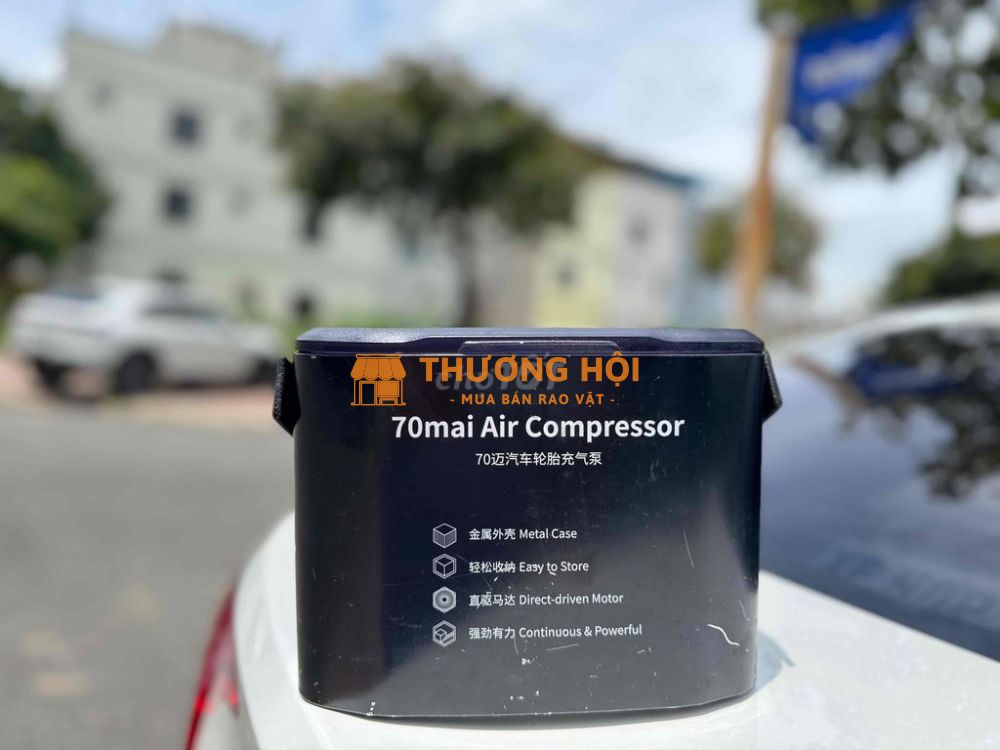 THƯƠNG HỘI
- MUA BÁN RAO VẶT -
70mai Air Compressor
70迈汽车轮胎充气泵
金属外壳 Metal Case
轻松收纳 Easy to Store
直驱马达 Direct-driven Motor
强劲有力 Continuous & Powerful